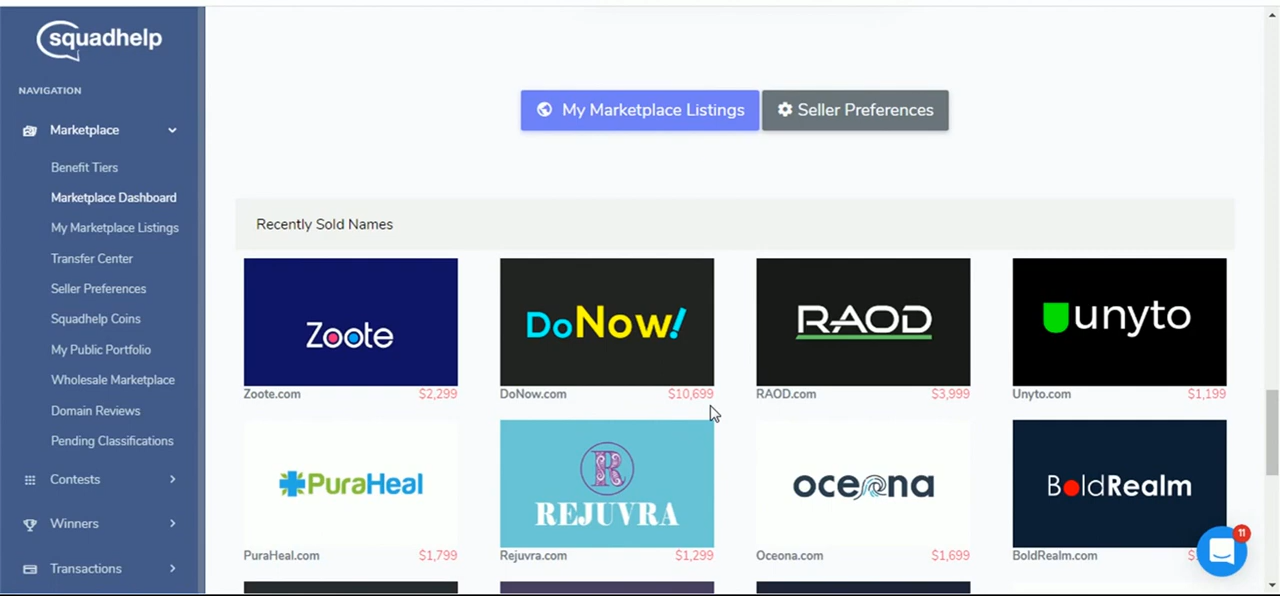 squadhelp
NAVIGATION
Marketplace
Benefit Tiers
Marketplace Dashboard
My Marketplace Listings
Transfer Center
Seller Preferences
Squadhelp Coins
My Public Portfolio
Wholesale Marketplace
Domain Reviews
Pending Classifications
Contests
Winners
Transactions
My Marketplace Listings
Seller Preferences
Recently Sold Names
Zoote
DoNow!
RAOD
unyto
Zoote.com $2,299
DoNow.com $10,699
RAOD.com $3,999
Unyto.com $1,199
PuraHeal
R
REJUVRA
oceana
BoldRealm
PuraHeal.com $1,799
Rejuvra.com $1,299
Oceona.com $1,699
BoldRealm.com $
11